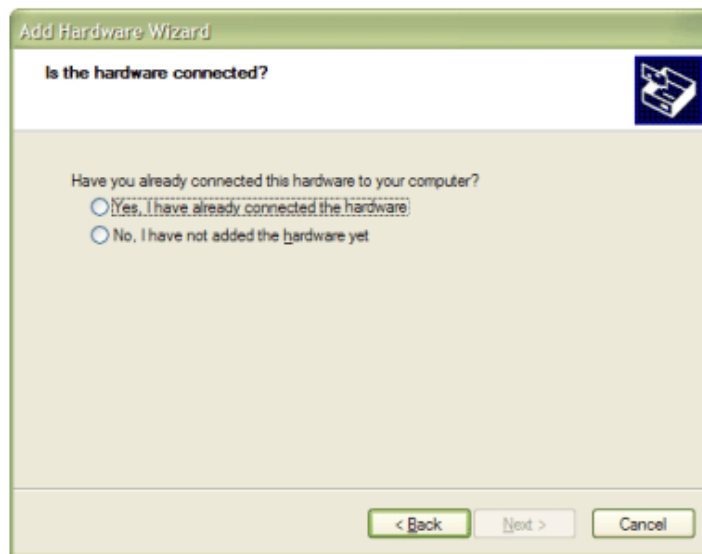 Add Hardware Wizard
Is the hardware connected?
Have you already connected this hardware to your computer?
Yes, I have already connected the hardware
No, I have not added the hardware yet
< Back
Next >
Cancel